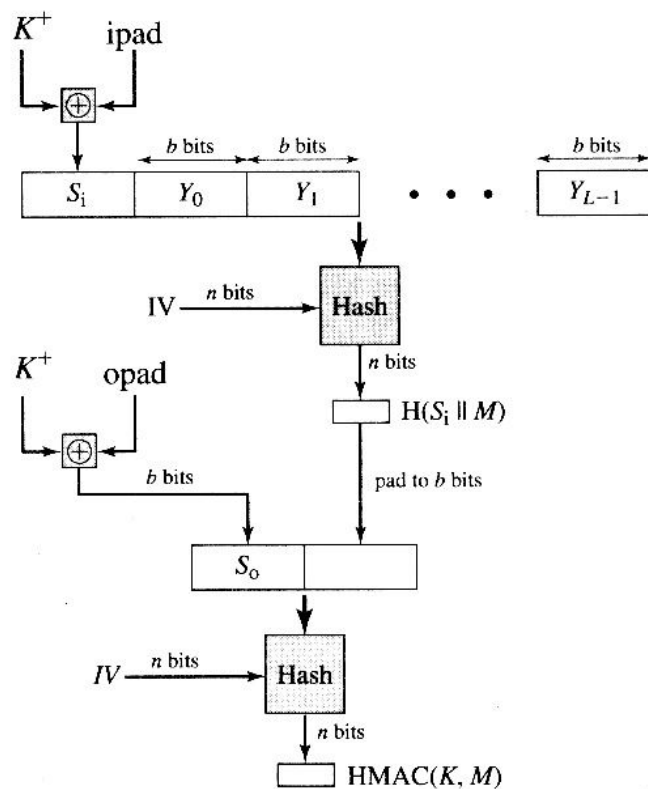 K+ ipad
⊕
b bits b bits b bits
Si Y0 Y1 • • • YL−1
IV n bits Hash
n bits
K+ opad
H(Si || M)
⊕
b bits pad to b bits
So
IV n bits Hash
n bits
HMAC(K, M)